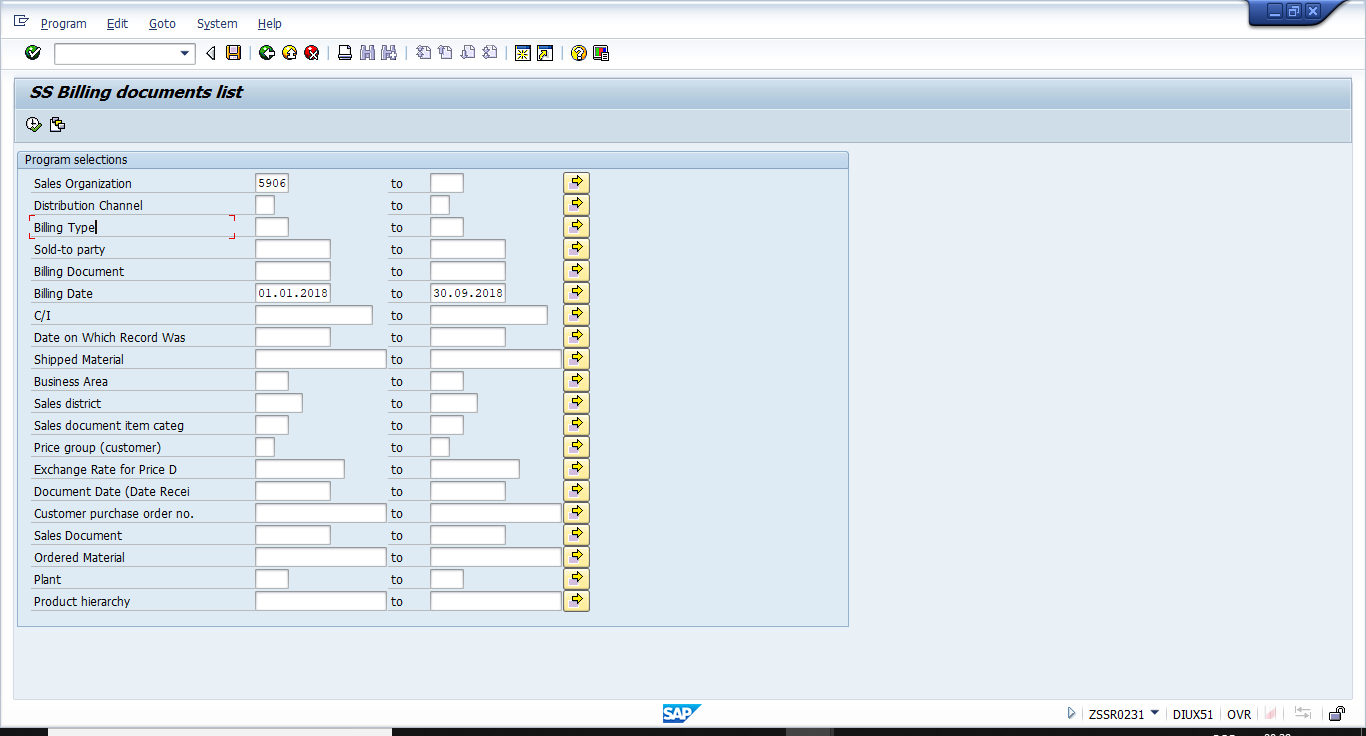 Program Edit Goto System Help
SS Billing documents list
Program selections
Sales Organization 5906 to
Distribution Channel to
Billing Type to
Sold-to party to
Billing Document to
Billing Date 01.01.2018 to 30.09.2018
C/I to
Date on Which Record Was to
Shipped Material to
Business Area to
Sales district to
Sales document item categ to
Price group (customer) to
Exchange Rate for Price D to
Document Date (Date Recei to
Customer purchase order no. to
Sales Document to
Ordered Material to
Plant to
Product hierarchy to
SAP ZSSR0231 DIUX51 OVR